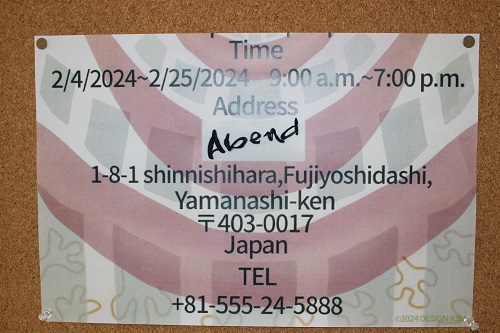 Time
2/4/2024~2/25/2024 9:00 a.m.~7:00 p.m.
Address
Abend
1-8-1 shinnishihara,Fujiyoshidashi,
Yamanashi-ken
〒403-0017
Japan
TEL
+81-555-24-5888
©2024 DESIGN